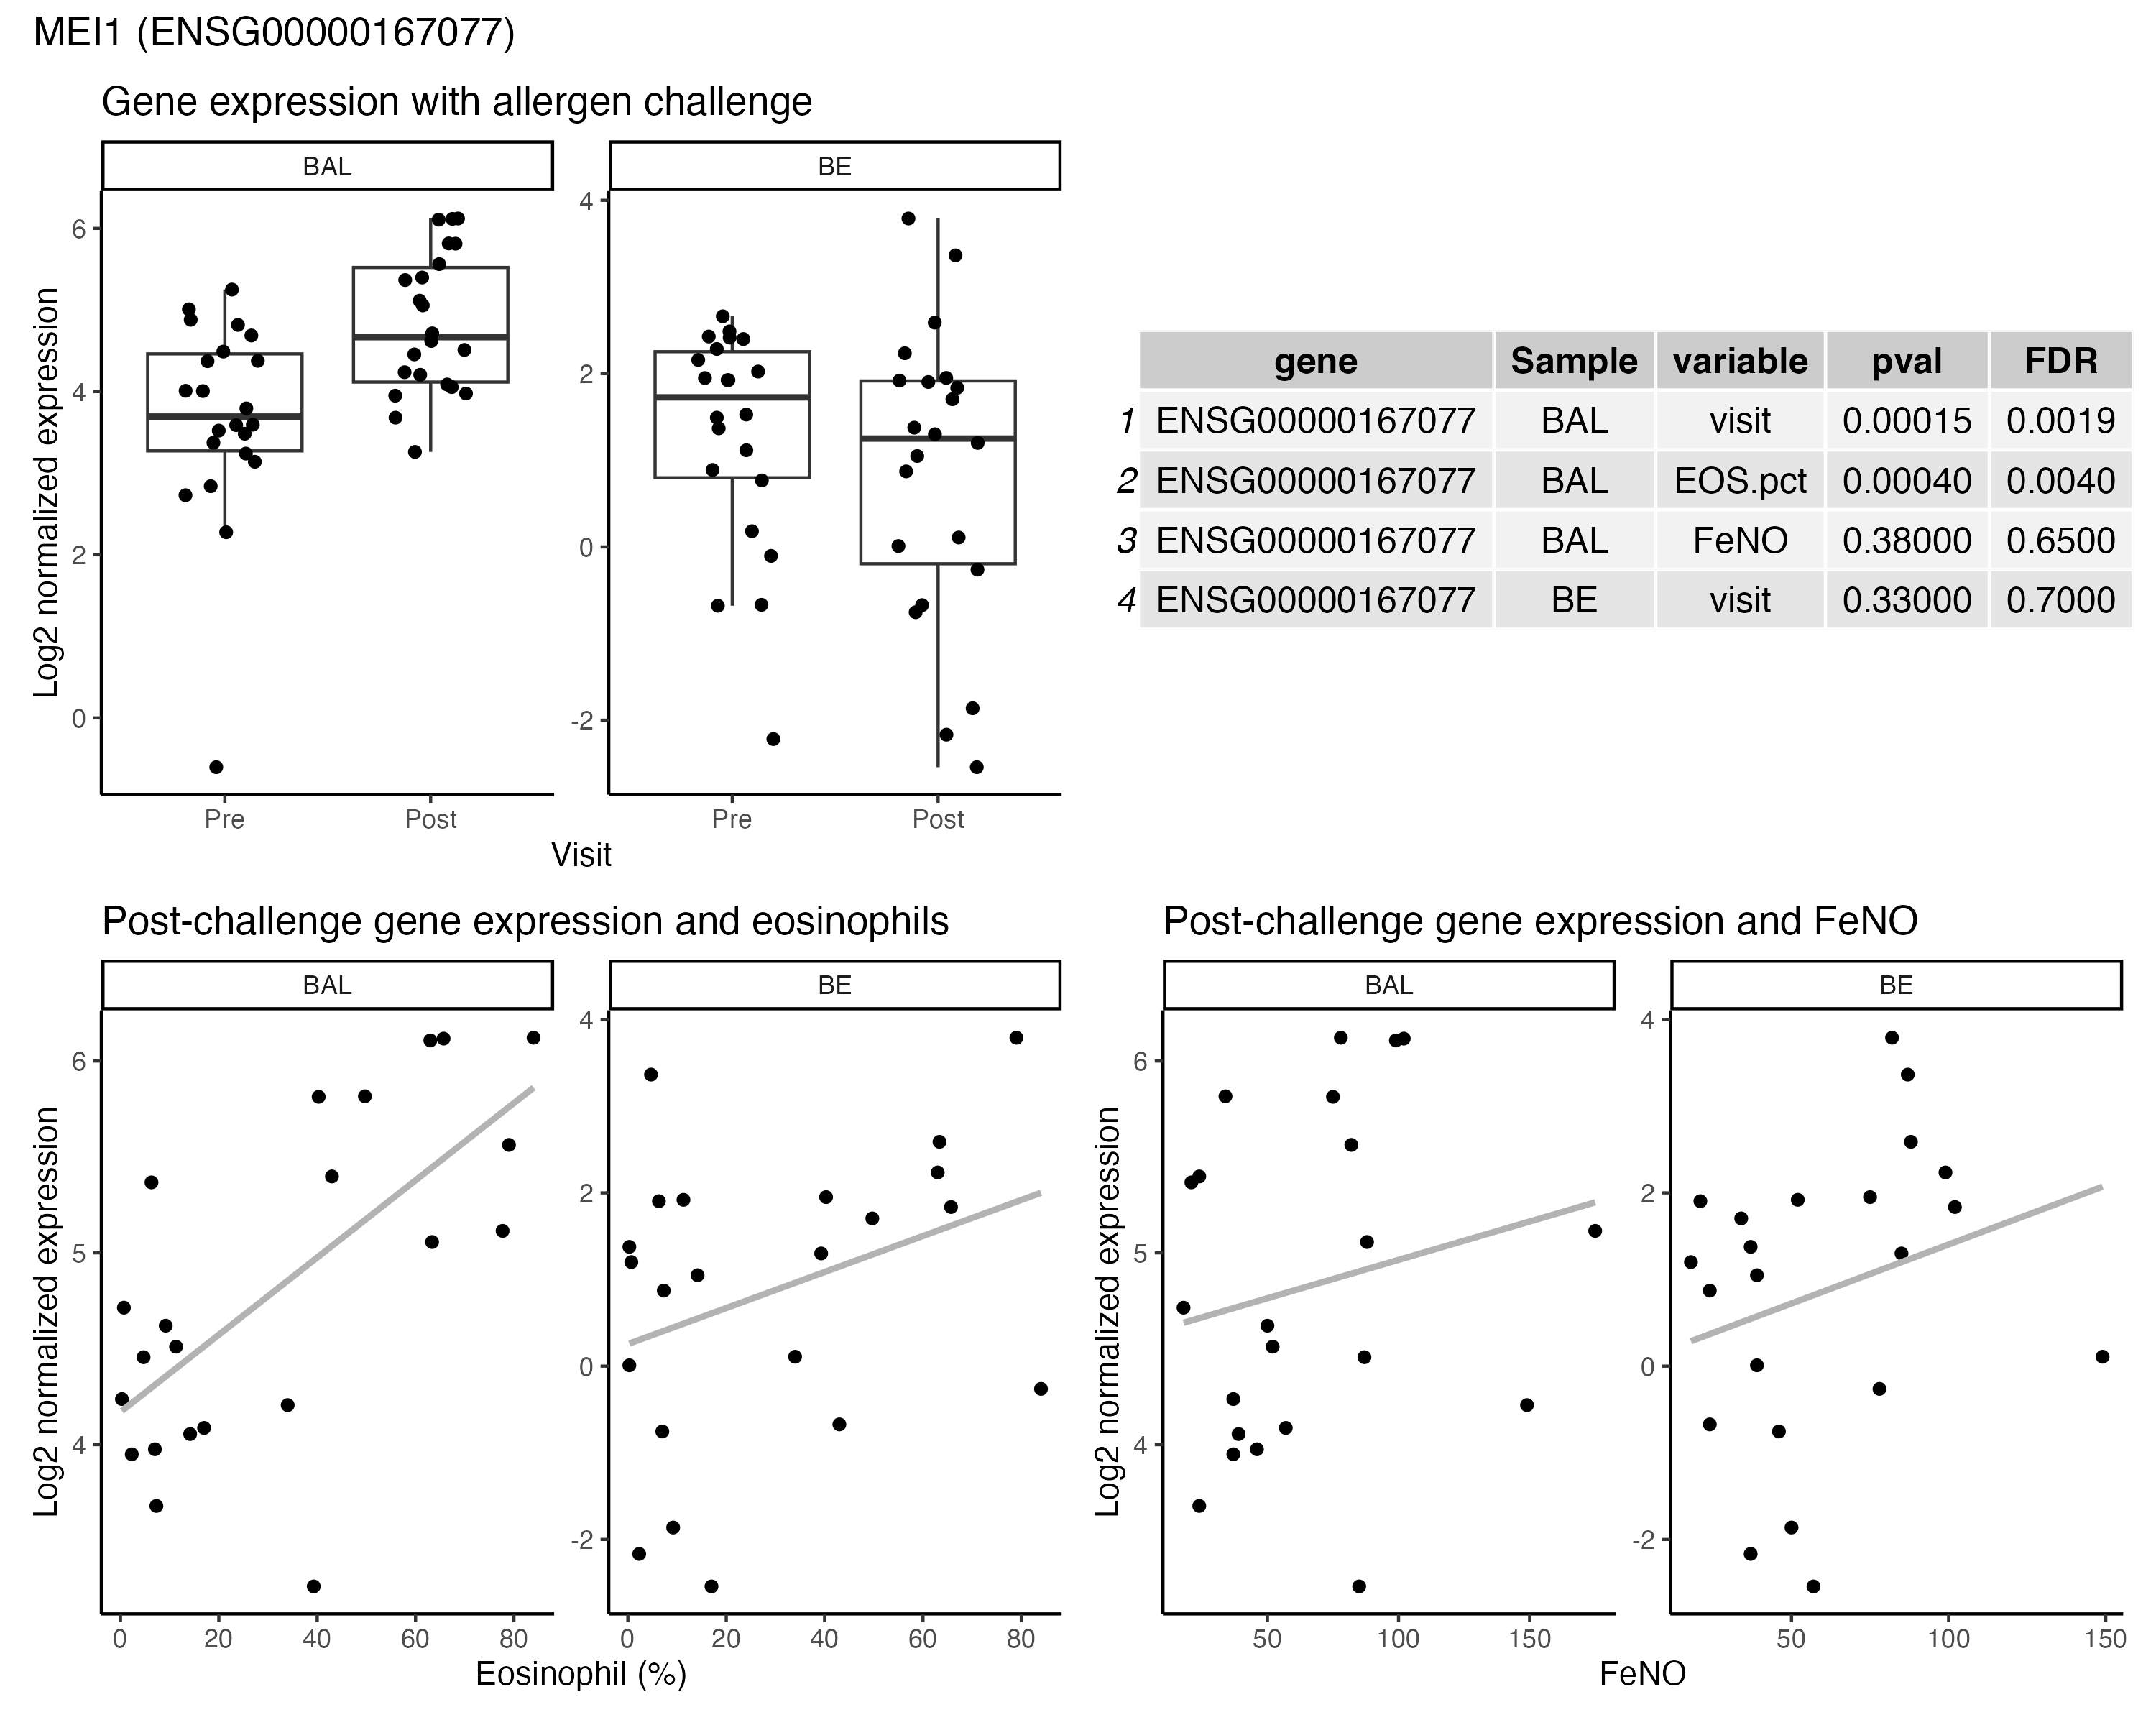 MEI1 (ENSG00000167077)
Gene expression with allergen challenge
BAL
BE
Log2 normalized expression
6
4
2
0
4
2
0
-2
Pre
Post
Pre
Post
Visit
gene Sample variable pval FDR
1 ENSG00000167077 BAL visit 0.00015 0.0019
2 ENSG00000167077 BAL EOS.pct 0.00040 0.0040
3 ENSG00000167077 BAL FeNO 0.38000 0.6500
4 ENSG00000167077 BE visit 0.33000 0.7000
Post-challenge gene expression and eosinophils
BAL
BE
Log2 normalized expression
6
5
4
4
2
0
-2
0 20 40 60 80
0 20 40 60 80
Eosinophil (%)
Post-challenge gene expression and FeNO
BAL
BE
Log2 normalized expression
6
5
4
4
2
0
-2
50 100 150
50 100 150
FeNO